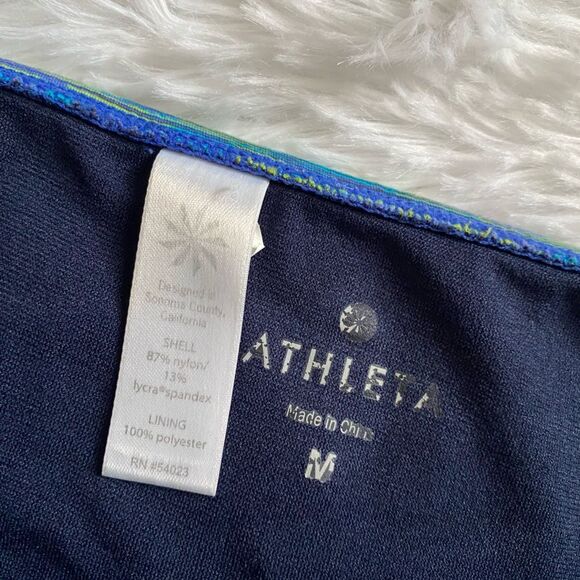 Designed in
Sonoma County,
California
SHELL
87% nylon/
13%
lycra®spandex
LINING
100% polyester
RN #54023
ATHLETA
Made in China
M